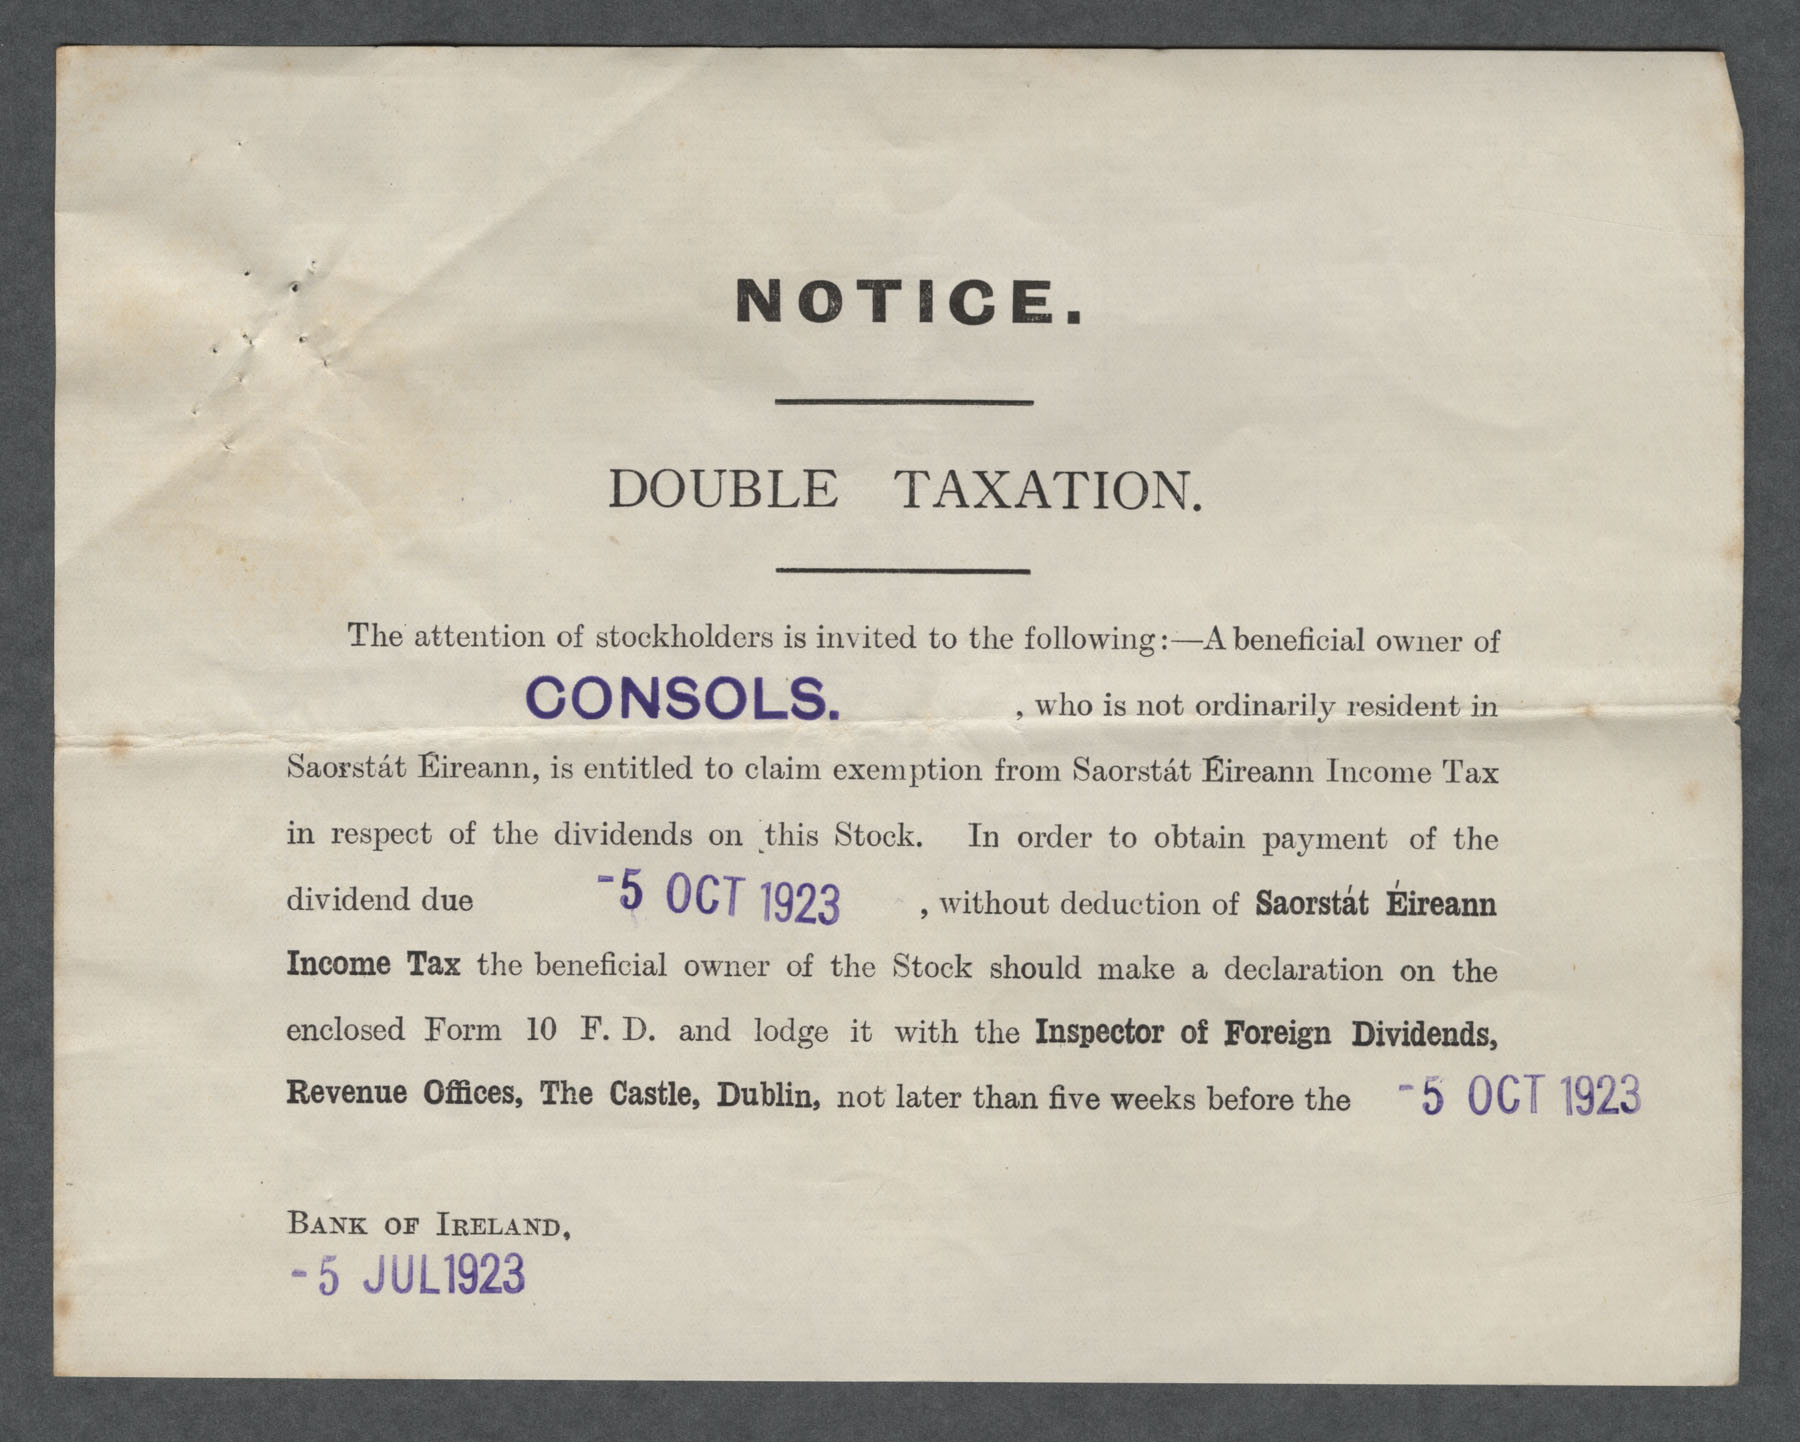 NOTICE.
DOUBLE TAXATION.
The attention of stockholders is invited to the following:—A beneficial owner of
CONSOLS. , who is not ordinarily resident in
Saorstát Éireann, is entitled to claim exemption from Saorstát Éireann Income Tax
in respect of the dividends on this Stock. In order to obtain payment of the
dividend due -5 OCT 1923 , without deduction of Saorstát Éireann
Income Tax the beneficial owner of the Stock should make a declaration on the
enclosed Form 10 F. D. and lodge it with the Inspector of Foreign Dividends,
Revenue Offices, The Castle, Dublin, not later than five weeks before the -5 OCT 1923
BANK OF IRELAND,
-5 JUL 1923